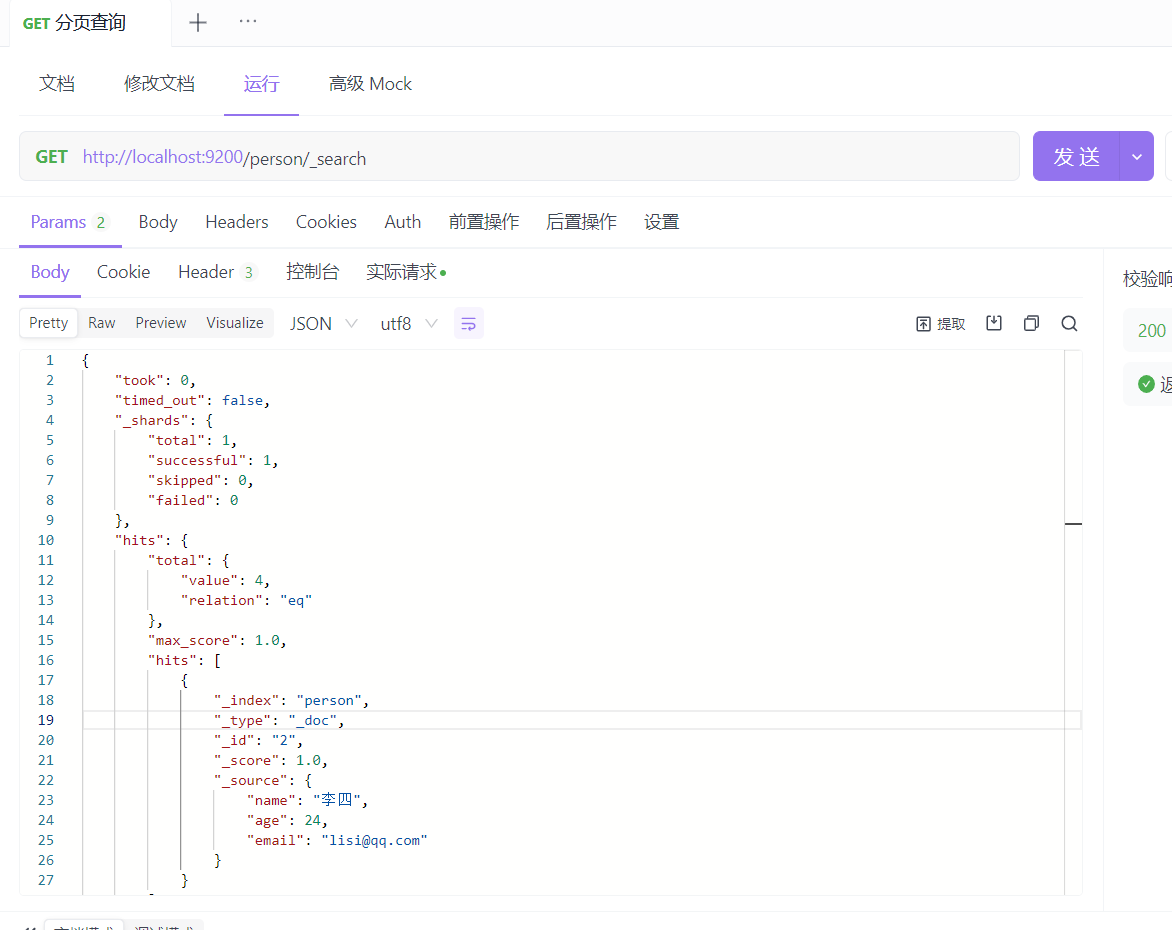 GET 分页查询
文档 修改文档 运行 高级 Mock
GET http://localhost:9200/person/_search 发 送
Params 2 Body Headers Cookies Auth 前置操作 后置操作 设置
Body Cookie Header 3 控制台 实际请求
校验响
Pretty Raw Preview Visualize JSON utf8 提取
200
1 {
2 "took": 0,
3 "timed_out": false,
4 "_shards": {
5 "total": 1,
6 "successful": 1,
7 "skipped": 0,
8 "failed": 0
9 },
10 "hits": {
11 "total": {
12 "value": 4,
13 "relation": "eq"
14 },
15 "max_score": 1.0,
16 "hits": [
17 {
18 "_index": "person",
19 "_type": "_doc",
20 "_id": "2",
21 "_score": 1.0,
22 "_source": {
23 "name": "李四",
24 "age": 24,
25 "email": "lisi@qq.com"
26 }
27 }